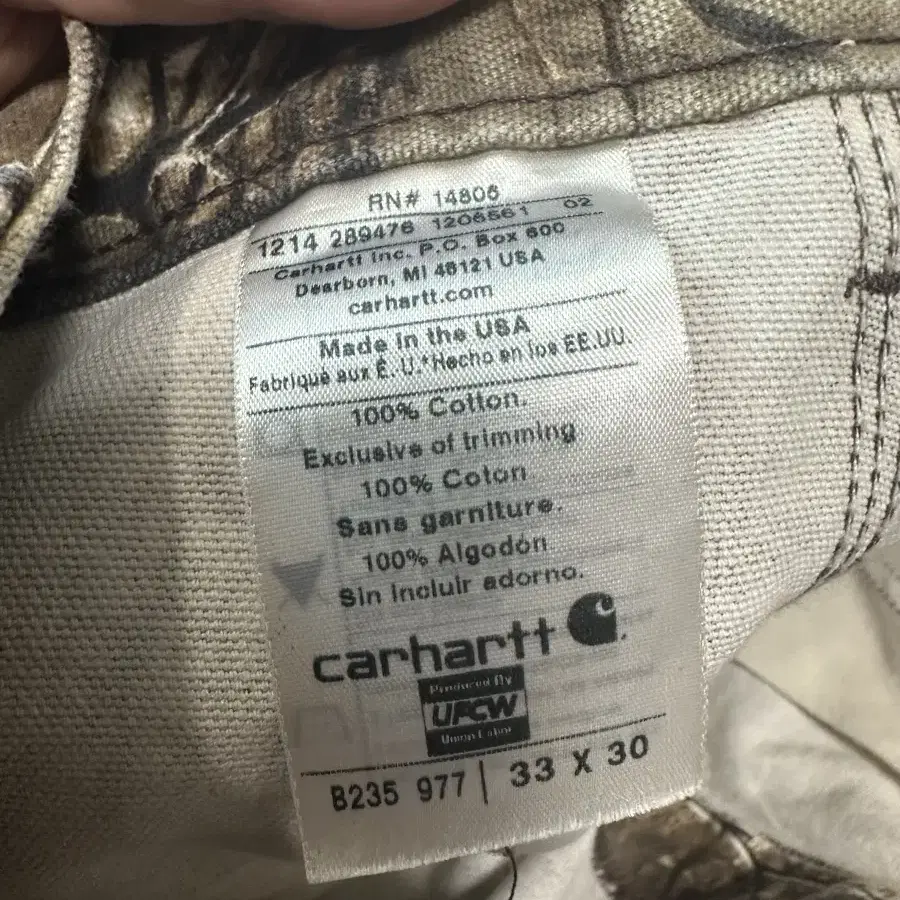 RN# 14806
1214 289476 1206561 02
Carhartt Inc. P.O. Box 600
Dearborn, MI 48121 USA
carhartt.com
Made in the USA
Fabriqué aux É.-U.*Hecho en los EE.UU.
100% Cotton.
Exclusive of trimming
100% Coton
Sans garniture.
100% Algodón
Sin incluir adorno.
carhartt
Produced By
UFCW
Union Labor
B235 977 | 33 X 30